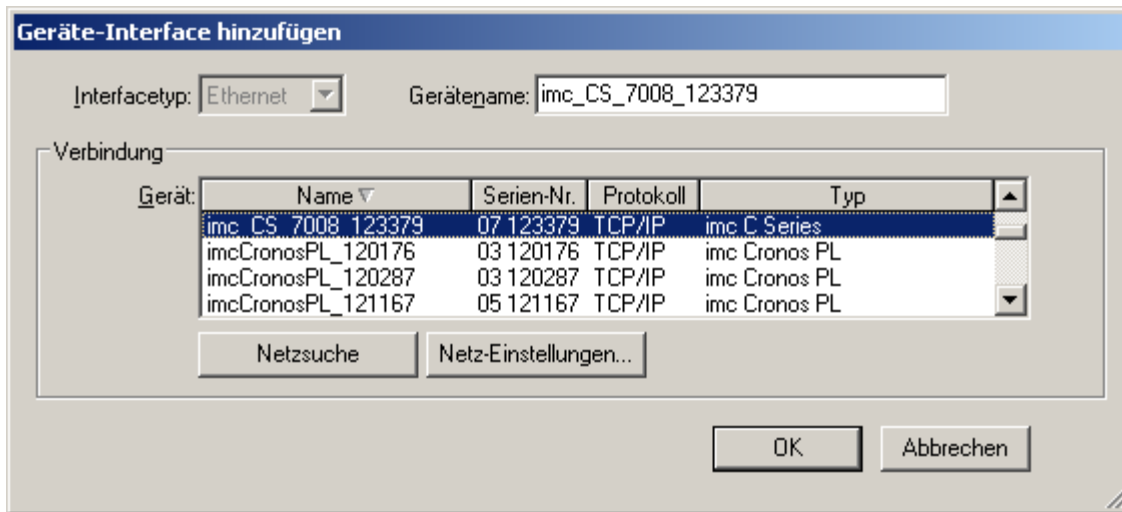 Geräte-Interface hinzufügen
Interfacetyp: Ethernet Gerätename: imc_CS_7008_123379
Verbindung
Gerät: Name Serien-Nr. Protokoll Typ
imc_CS_7008_123379 07 123379 TCP/IP imc C Series
imcCronosPL_120176 03 120176 TCP/IP imc Cronos PL
imcCronosPL_120287 03 120287 TCP/IP imc Cronos PL
imcCronosPL_121167 05 121167 TCP/IP imc Cronos PL
Netzsuche Netz-Einstellungen...
OK Abbrechen